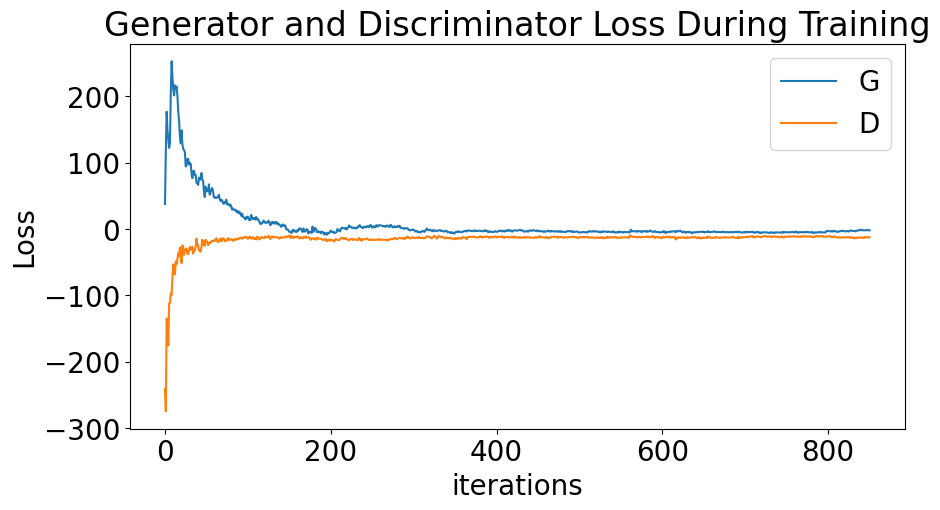 Generator and Discriminator Loss During Training
G
D
Loss
200
100
0
−100
−200
−300
0
200
400
600
800
iterations